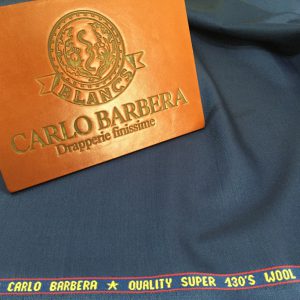 BLANCS
CARLO BARBERA
Drapperie finissime
CARLO BARBERA ★ QUALITY SUPER 130'S WOOL